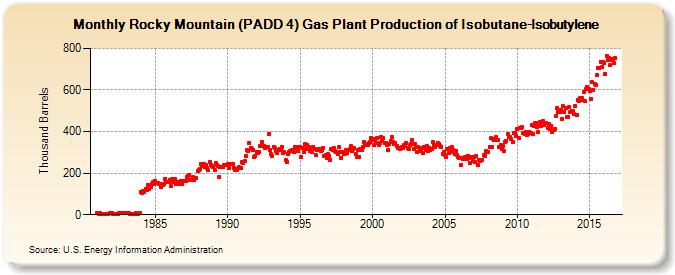 Monthly Rocky Mountain (PADD 4) Gas Plant Production of Isobutane-Isobutylene
Thousand Barrels
800
600
400
200
0
1985 1990 1995 2000 2005 2010 2015
Source: U.S. Energy Information Administration